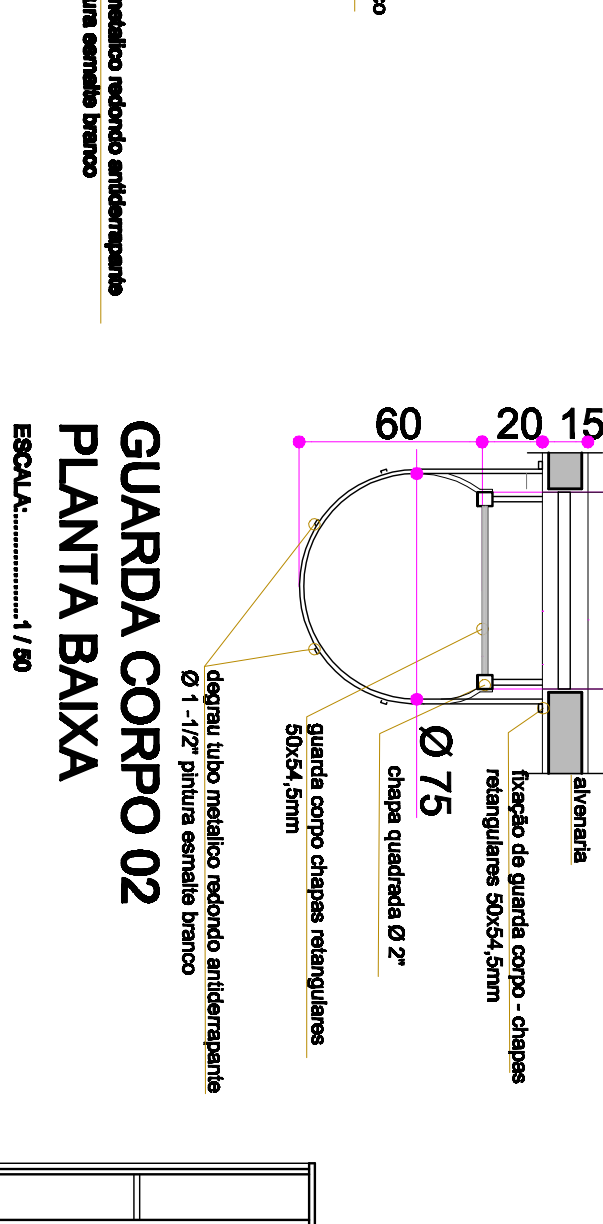 co
metalico redondo antiderrapante
ura esmalte branco
60
20
15
Ø 75
alvenaria
fixação de guarda corpo - chapas
retangulares 50x54,5mm
chapa quadrada Ø 2"
guarda corpo chapas retangulares
50x54,5mm
degrau tubo metalico redondo antiderrapante
Ø 1 -1/2" pintura esmalte branco
GUARDA CORPO 02
PLANTA BAIXA
ESCALA:..................1 / 50